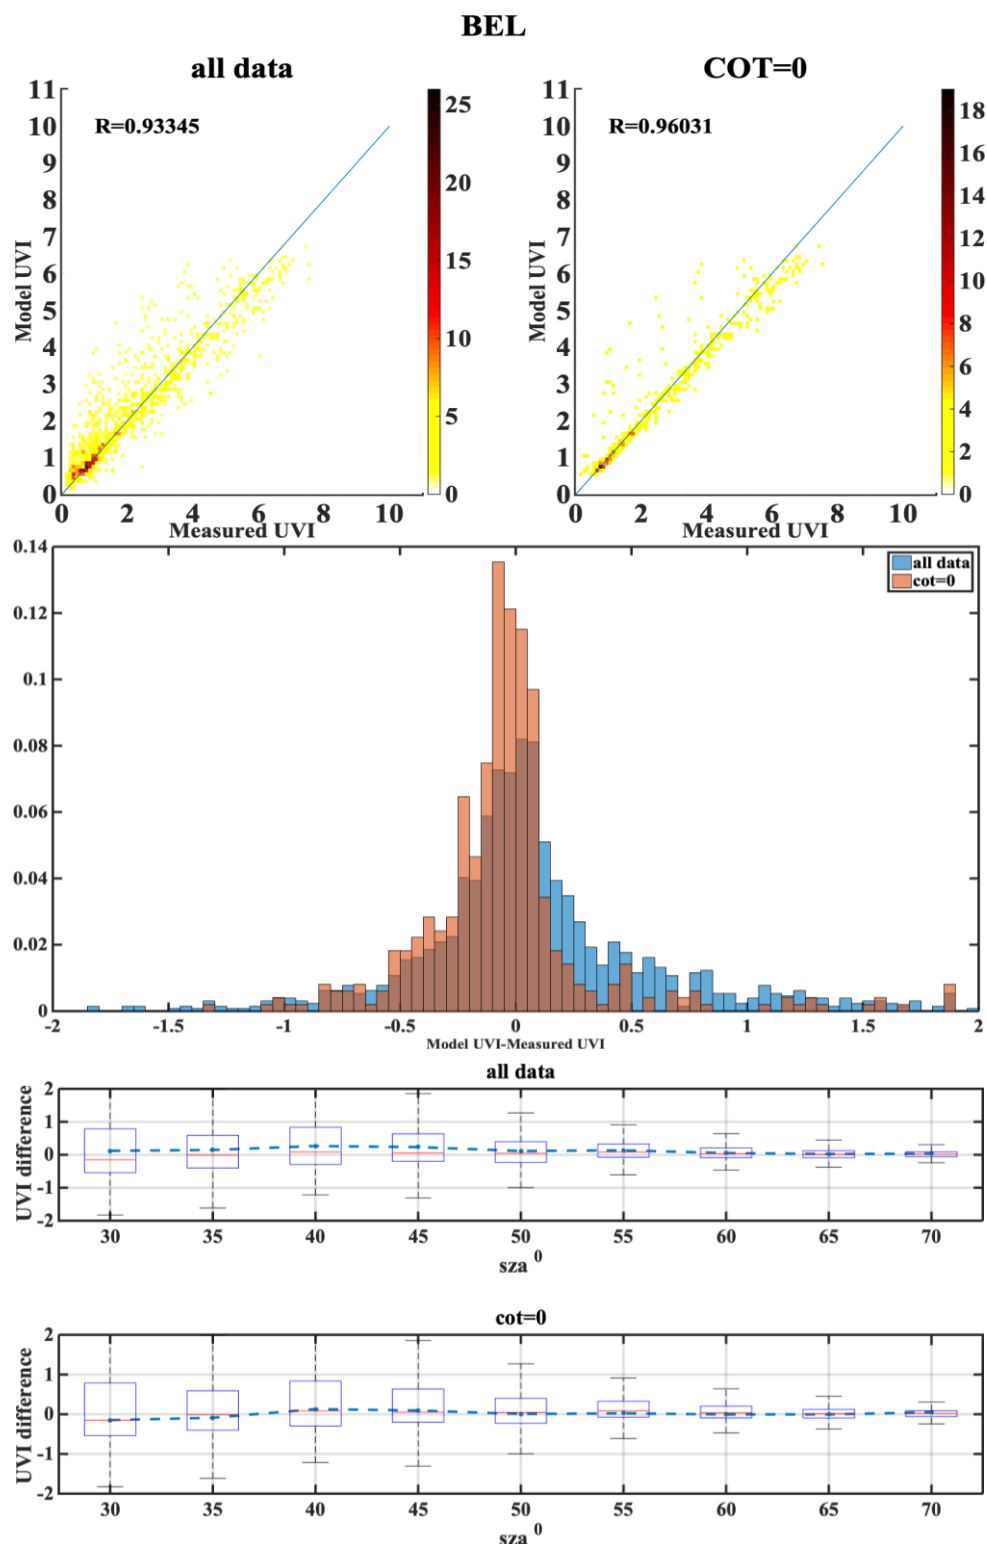 BEL
all data
COT=0
11
10
9
8
7
6
5
4
3
2
1
0
Model UVI
R=0.93345
0 2 4 6 8 10
Measured UVI
25
20
15
10
5
0
11
10
9
8
7
6
5
4
3
2
1
0
Model UVI
R=0.96031
0 2 4 6 8 10
Measured UVI
18
16
14
12
10
8
6
4
2
0
0.14
0.12
0.1
0.08
0.06
0.04
0.02
0
all data
cot=0
-2 -1.5 -1 -0.5 0 0.5 1 1.5 2
Model UVI-Measured UVI
all data
UVI difference
2
1
0
-1
-2
30 35 40 45 50 55 60 65 70
sza 0
cot=0
UVI difference
2
1
0
-1
-2
30 35 40 45 50 55 60 65 70
sza 0